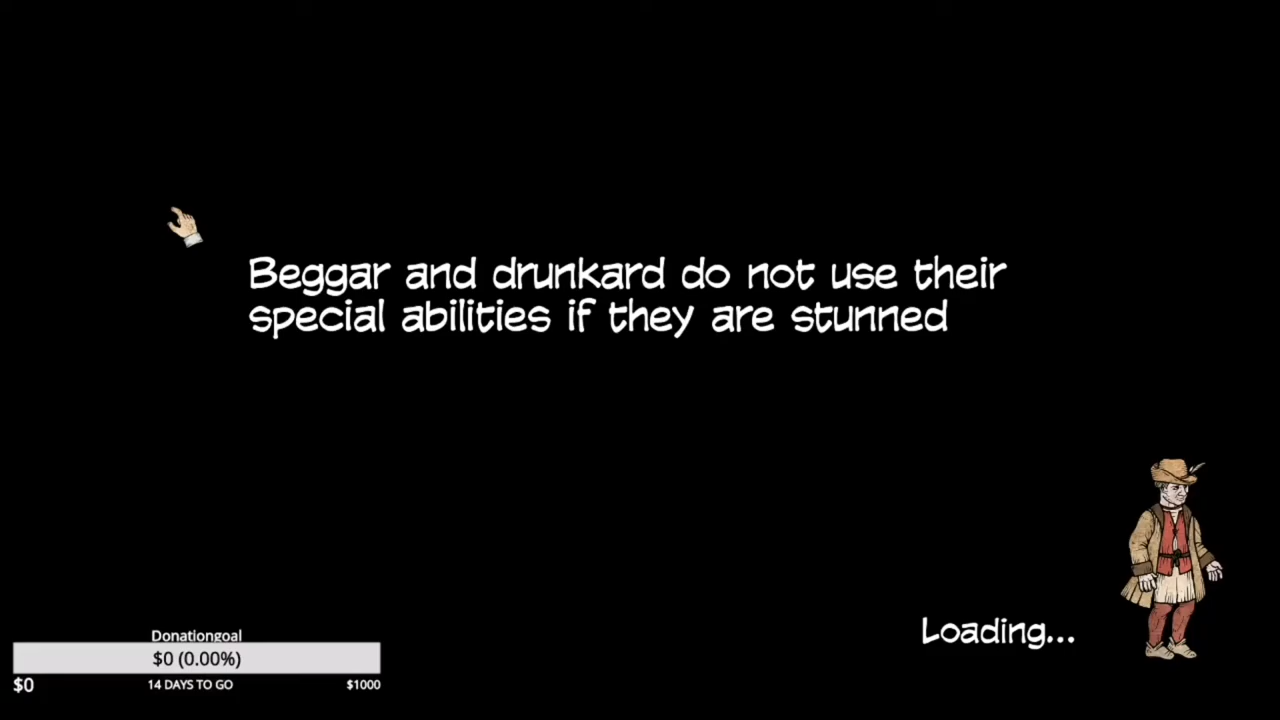 Beggar and drunkard do not use their
special abilities if they are stunned
Loading...
Donationgoal
$0 (0.00%)
$0 14 DAYS TO GO $1000